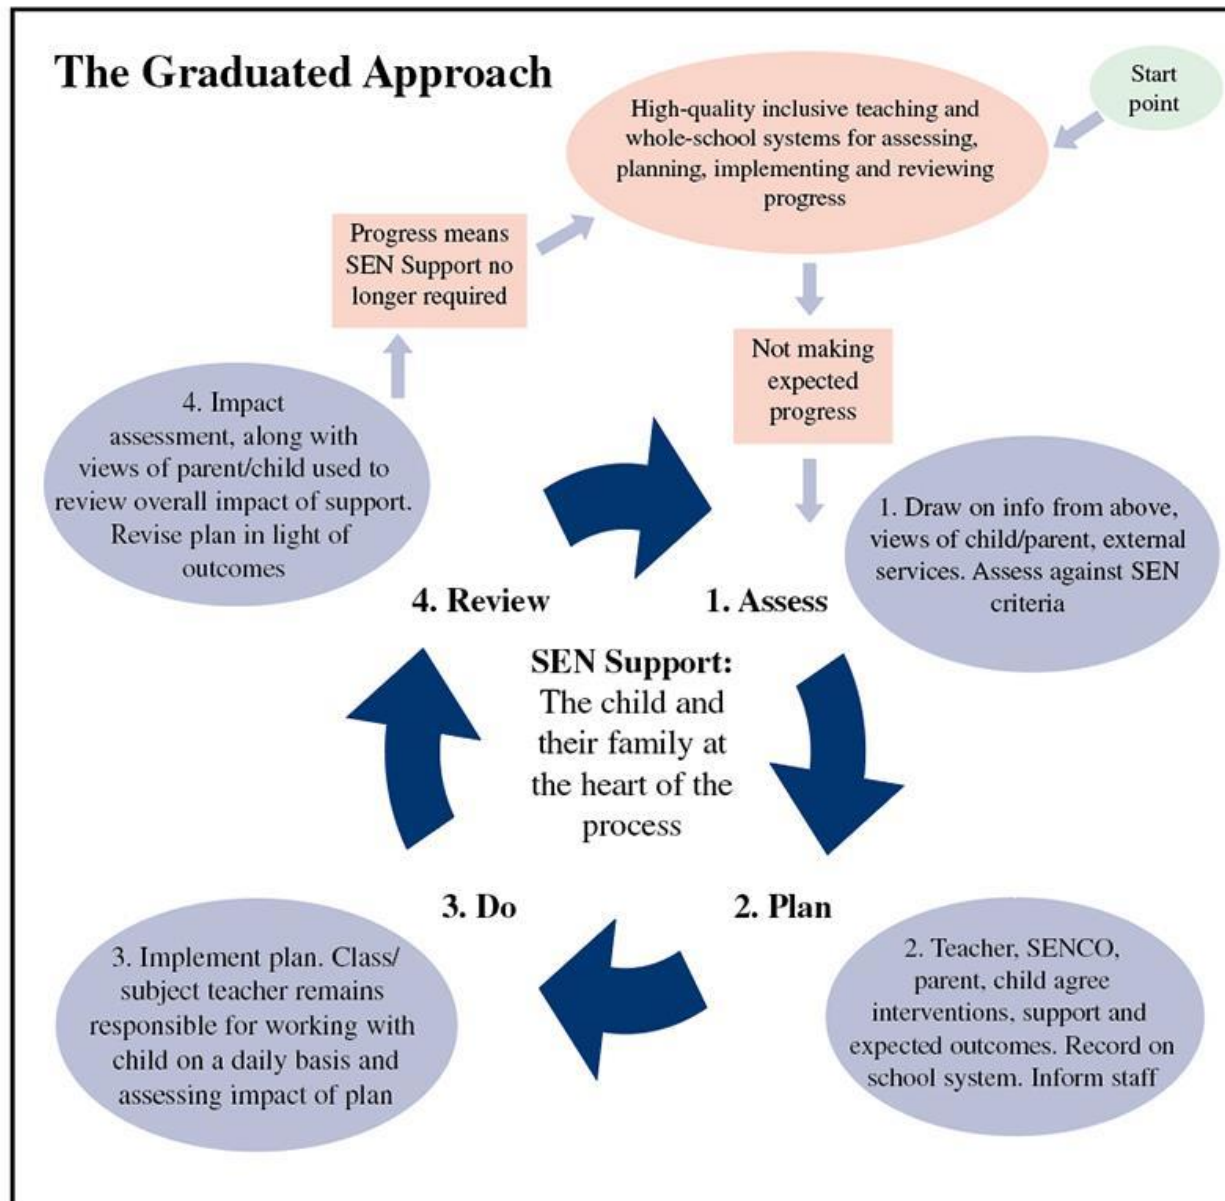 The Graduated Approach
Start
point
High-quality inclusive teaching and
whole-school systems for assessing,
planning, implementing and reviewing
progress
Progress means
SEN Support no
longer required
Not making
expected
progress
4. Impact
assessment, along with
views of parent/child used to
review overall impact of support.
Revise plan in light of
outcomes
1. Draw on info from above,
views of child/parent, external
services. Assess against SEN
criteria
4. Review
1. Assess
SEN Support:
The child and
their family at
the heart of the
process
3. Do
2. Plan
3. Implement plan. Class/
subject teacher remains
responsible for working with
child on a daily basis and
assessing impact of plan
2. Teacher, SENCO,
parent, child agree
interventions, support and
expected outcomes. Record on
school system. Inform staff